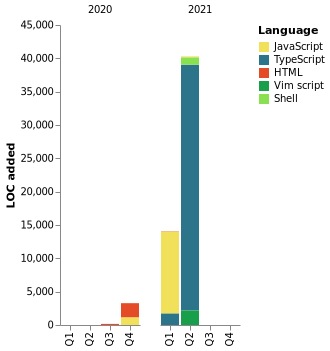 2020
2021
Language
JavaScript
TypeScript
HTML
Vim script
Shell
LOC added
45,000
40,000
35,000
30,000
25,000
20,000
15,000
10,000
5,000
0
Q1 Q2 Q3 Q4
Q1 Q2 Q3 Q4